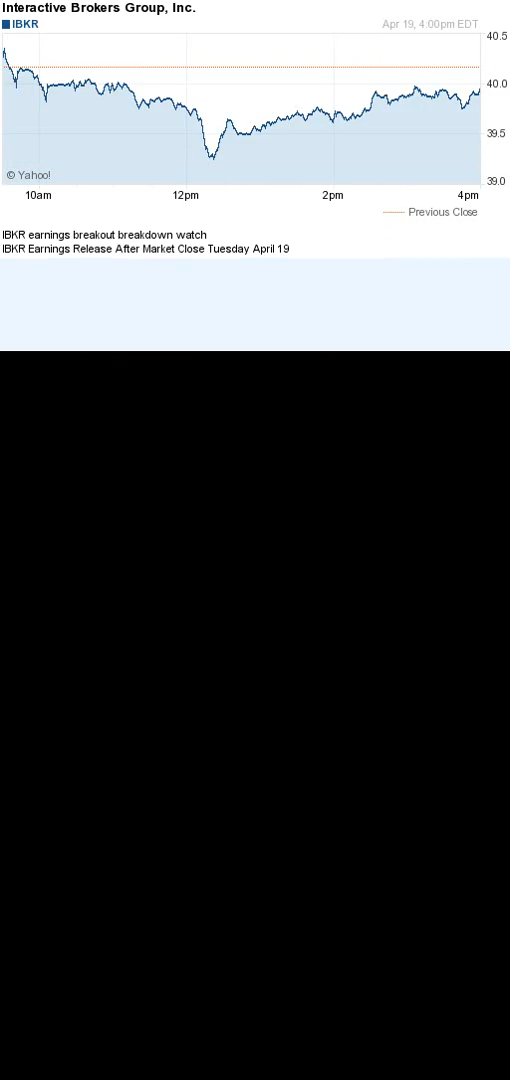 Interactive Brokers Group, Inc.
IBKR Apr 19, 4:00pm EDT
40.5
40.0
39.5
© Yahoo!
39.0
10am 12pm 2pm 4pm
Previous Close
IBKR earnings breakout breakdown watch
IBKR Earnings Release After Market Close Tuesday April 19